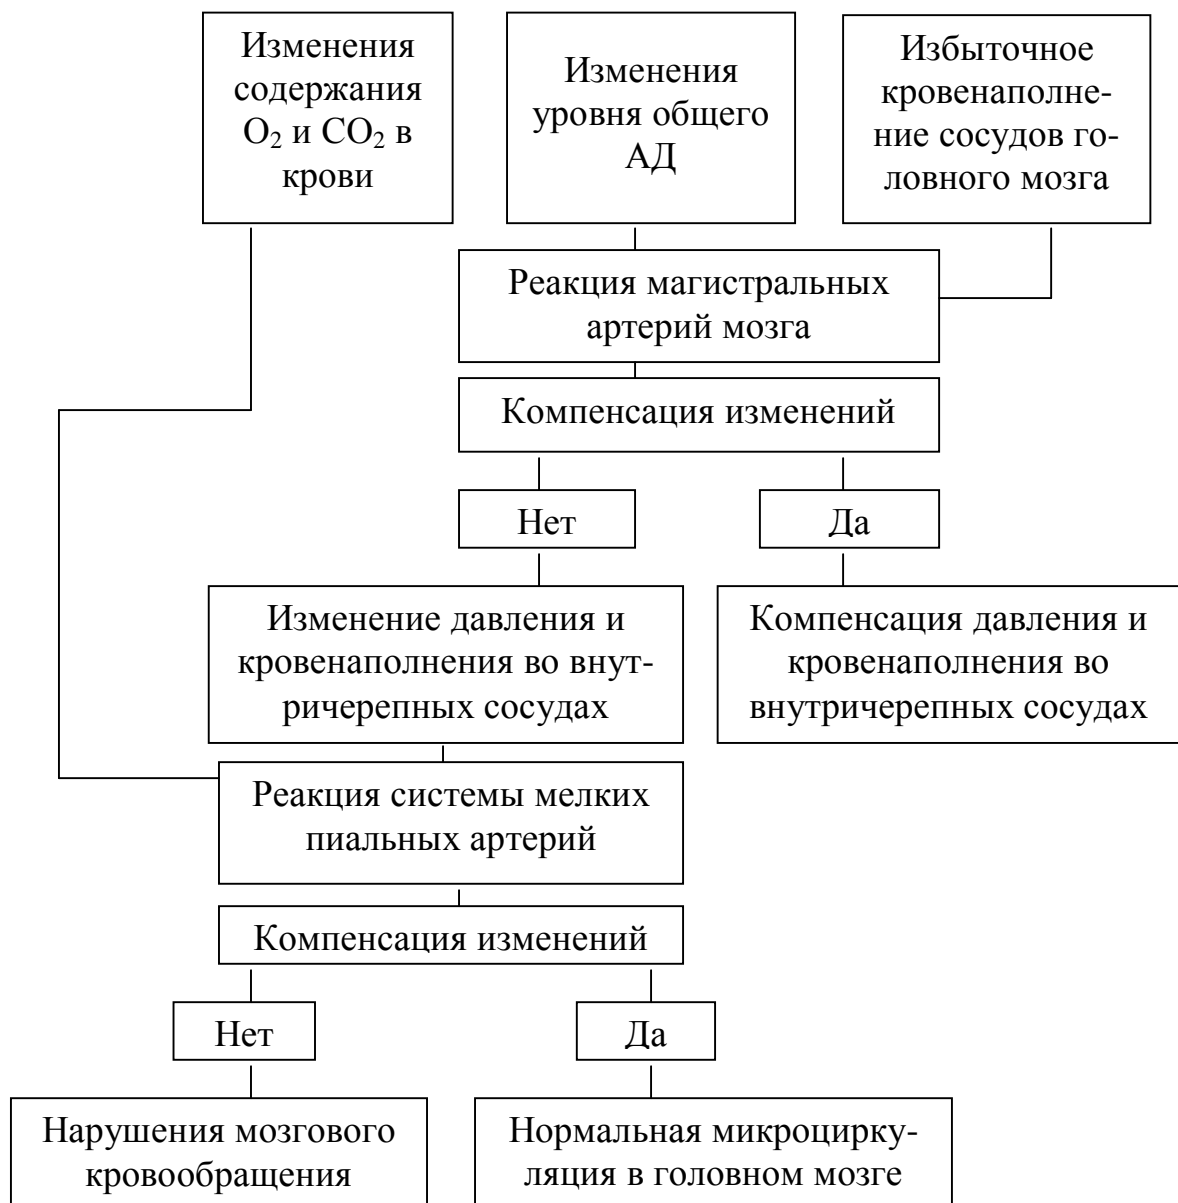 Изменения
содержания
O₂ и CO₂ в
крови
Изменения
уровня общего
АД
Избыточное
кровенаполне-
ние сосудов го-
ловного мозга
Реакция магистральных
артерий мозга
Компенсация изменений
Нет
Да
Изменение давления и
кровенаполнения во внут-
ричерепных сосудах
Компенсация давления и
кровенаполнения во
внутричерепных сосудах
Реакция системы мелких
пиальных артерий
Компенсация изменений
Нет
Да
Нарушения мозгового
кровообращения
Нормальная микроцирку-
ляция в головном мозге